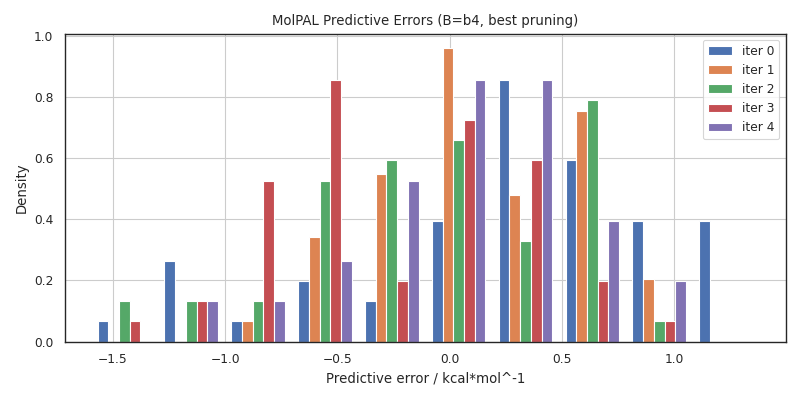 MolPAL Predictive Errors (B=b4, best pruning)
1.0
0.8
0.6
0.4
0.2
0.0
Density
iter 0
iter 1
iter 2
iter 3
iter 4
−1.5 −1.0 −0.5 0.0 0.5 1.0
Predictive error / kcal*mol^-1